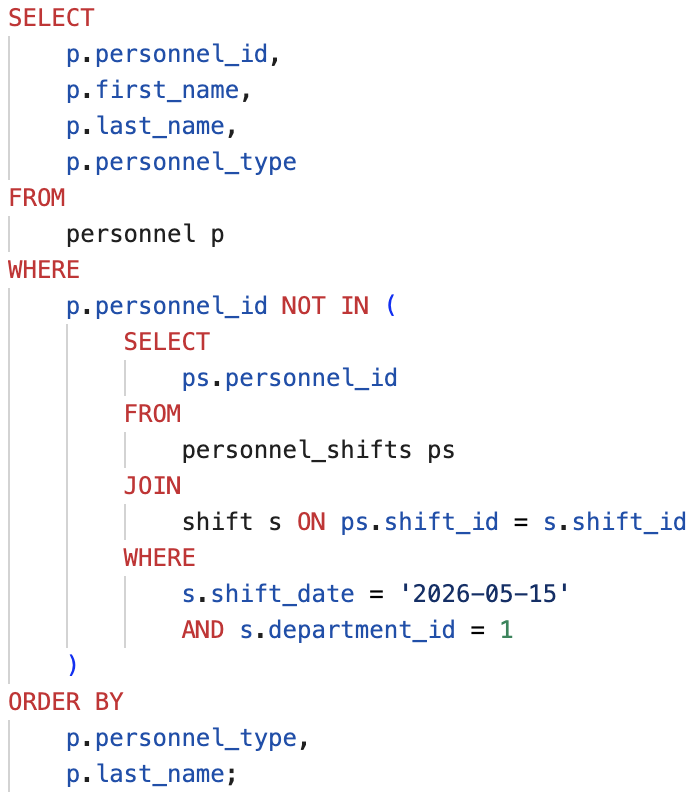 SELECT
p.personnel_id,
p.first_name,
p.last_name,
p.personnel_type
FROM
personnel p
WHERE
p.personnel_id NOT IN (
SELECT
ps.personnel_id
FROM
personnel_shifts ps
JOIN
shift s ON ps.shift_id = s.shift_id
WHERE
s.shift_date = '2026-05-15'
AND s.department_id = 1
)
ORDER BY
p.personnel_type,
p.last_name;